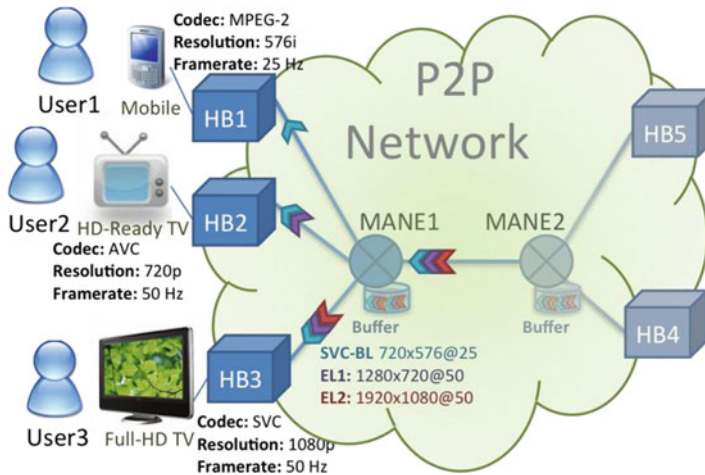 Codec: MPEG-2
Resolution: 576i
Framerate: 25 Hz
User1
Mobile
HB1
P2P
Network
HB5
User2
HD-Ready TV
HB2
Codec: AVC
Resolution: 720p
Framerate: 50 Hz
MANE1
MANE2
Buffer
Buffer
HB4
SVC-BL 720x576@25
EL1: 1280x720@50
EL2: 1920x1080@50
HB3
User3
Full-HD TV
Codec: SVC
Resolution: 1080p
Framerate: 50 Hz